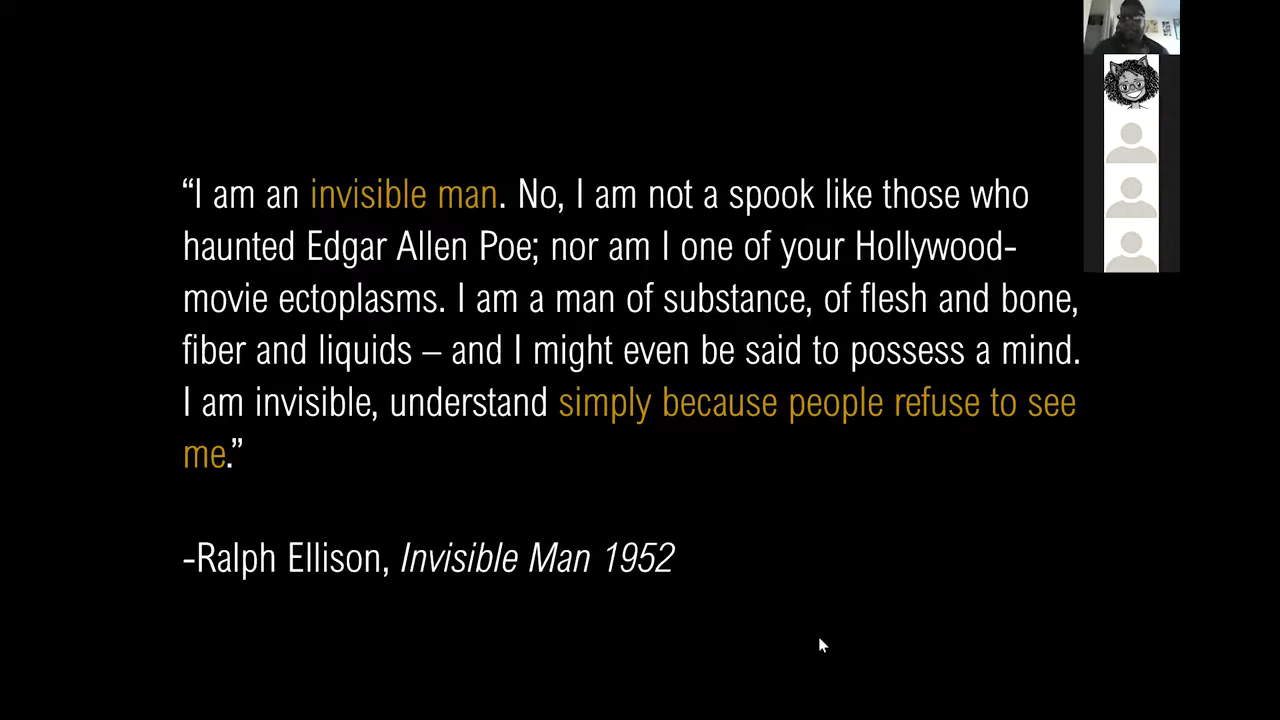 “I am an invisible man. No, I am not a spook like those who
haunted Edgar Allen Poe; nor am I one of your Hollywood-
movie ectoplasms. I am a man of substance, of flesh and bone,
fiber and liquids – and I might even be said to possess a mind.
I am invisible, understand simply because people refuse to see
me.”
-Ralph Ellison, Invisible Man 1952